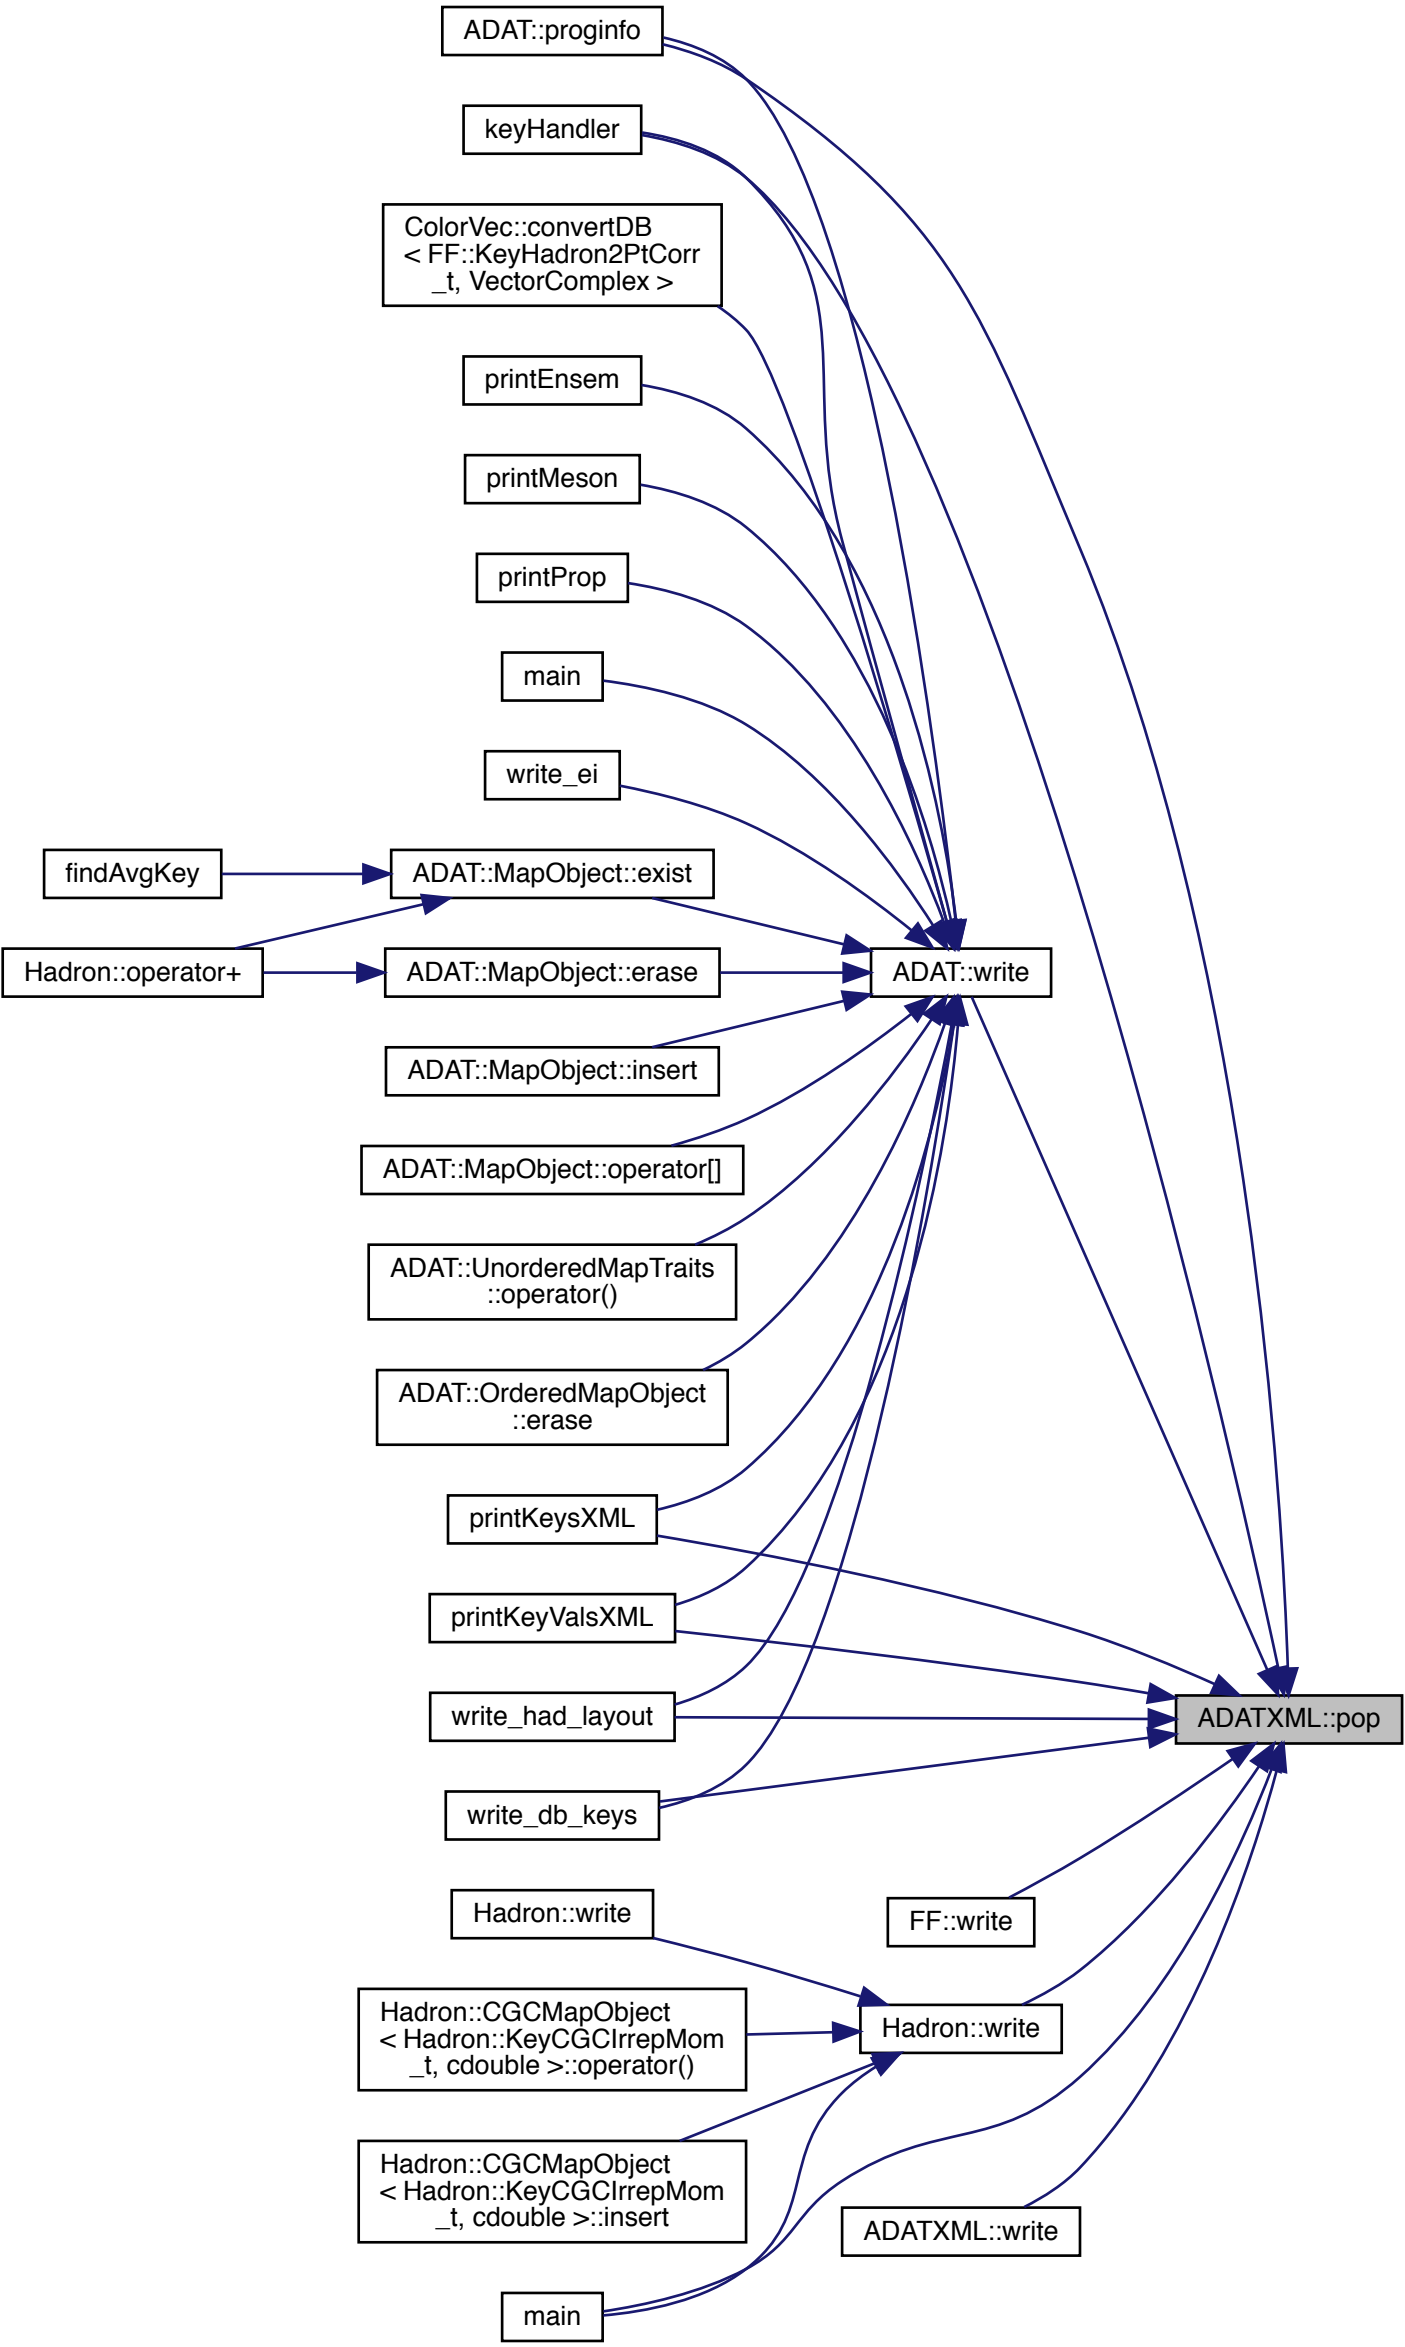 ADAT::proginfo
keyHandler
ColorVec::convertDB
< FF::KeyHadron2PtCorr
_t, VectorComplex >
printEnsem
printMeson
printProp
main
write_ei
findAvgKey
ADAT::MapObject::exist
Hadron::operator+
ADAT::MapObject::erase
ADAT::write
ADAT::MapObject::insert
ADAT::MapObject::operator[]
ADAT::UnorderedMapTraits
::operator()
ADAT::OrderedMapObject
::erase
printKeysXML
printKeyValsXML
write_had_layout
ADATXML::pop
write_db_keys
Hadron::write
FF::write
Hadron::CGCMapObject
< Hadron::KeyCGCIrrepMom
_t, cdouble >::operator()
Hadron::write
Hadron::CGCMapObject
< Hadron::KeyCGCIrrepMom
_t, cdouble >::insert
ADATXML::write
main